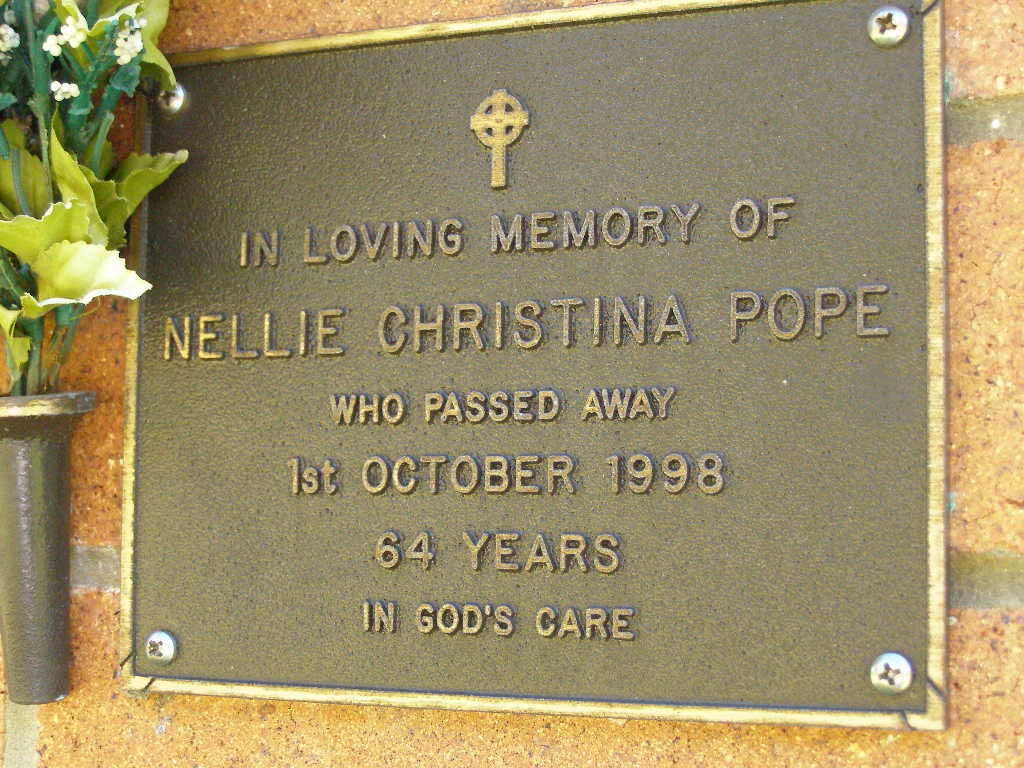 IN LOVING MEMORY OF
NELLIE CHRISTINA POPE
WHO PASSED AWAY
1st OCTOBER 1998
64 YEARS
IN GOD'S CARE